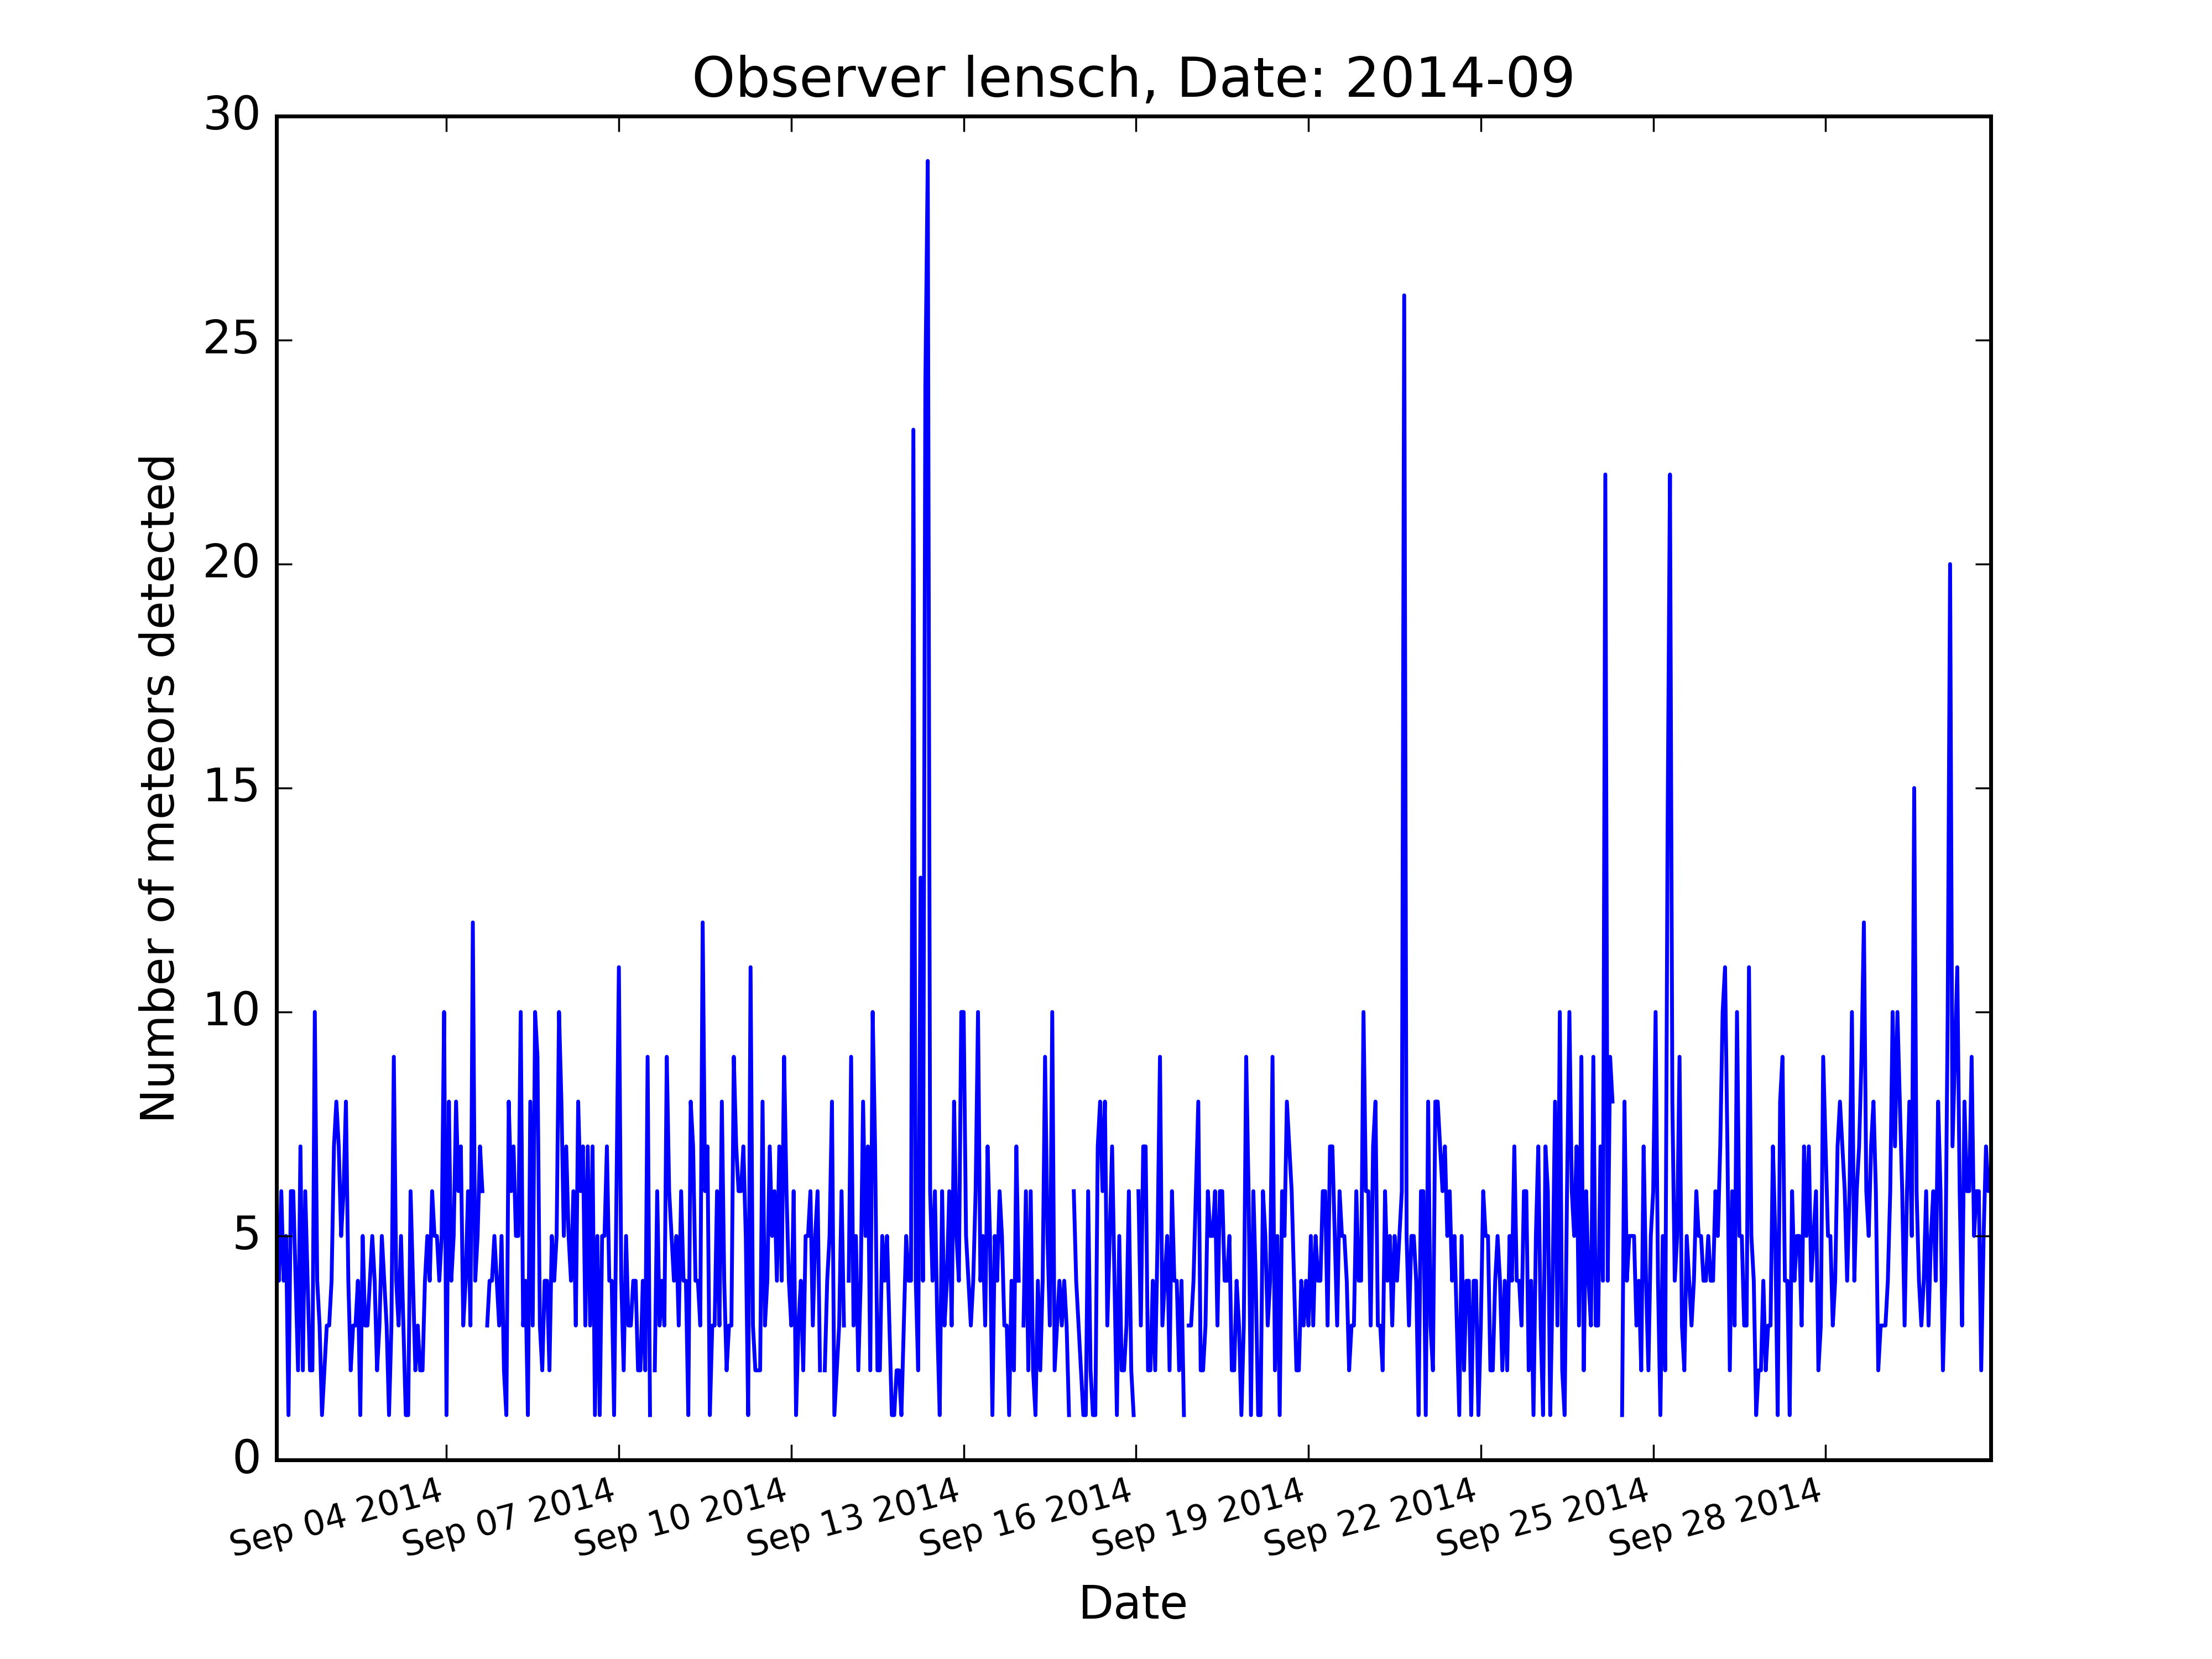 Observer lensch, Date: 2014-09
30
25
20
15
10
5
0
Number of meteors detected
Sep 04 2014
Sep 07 2014
Sep 10 2014
Sep 13 2014
Sep 16 2014
Sep 19 2014
Sep 22 2014
Sep 25 2014
Sep 28 2014
Date